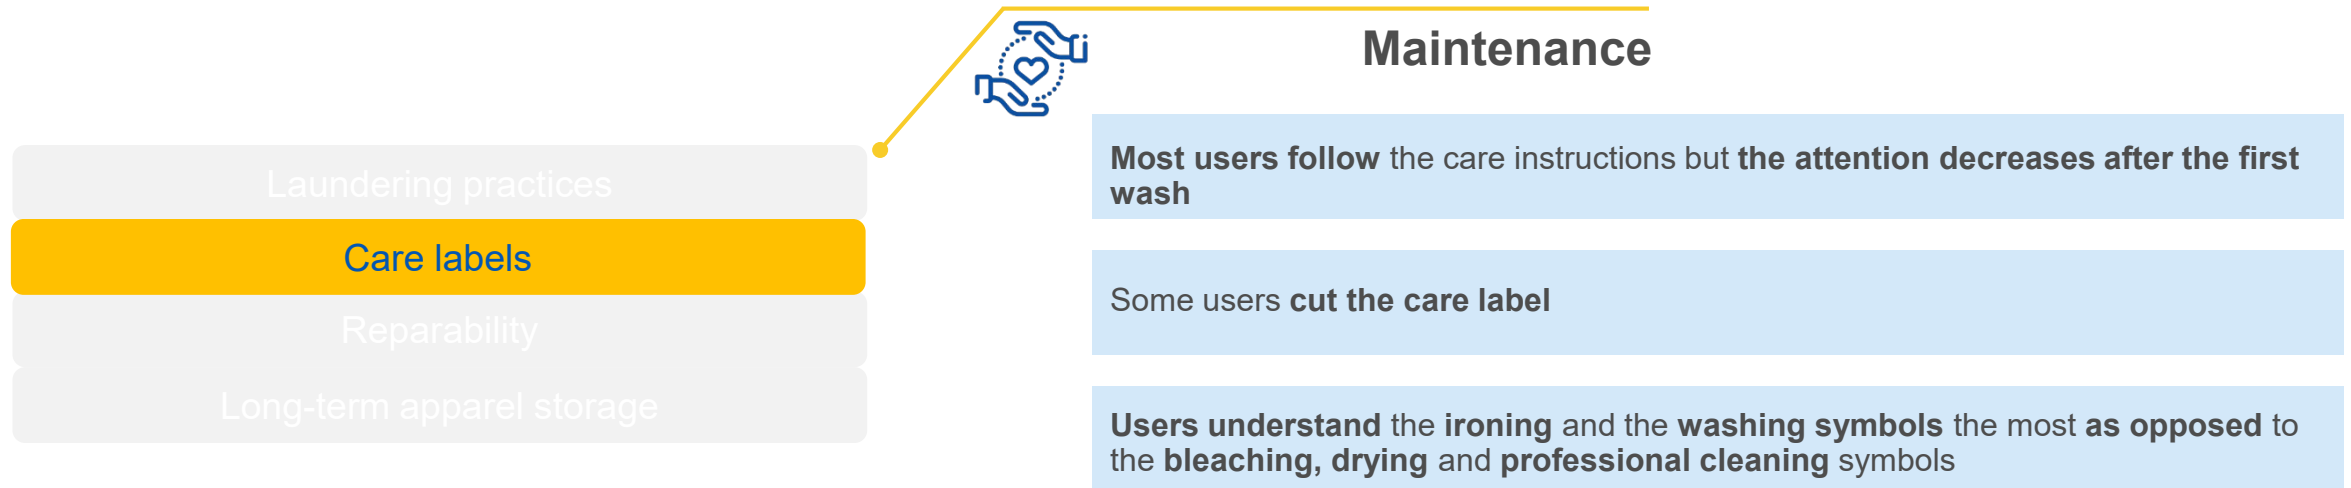 Maintenance
Laundering practices
Care labels
Reparability
Long-term apparel storage
Most users follow the care instructions but the attention decreases after the first
wash
Some users cut the care label
Users understand the ironing and the washing symbols the most as opposed to
the bleaching, drying and professional cleaning symbols